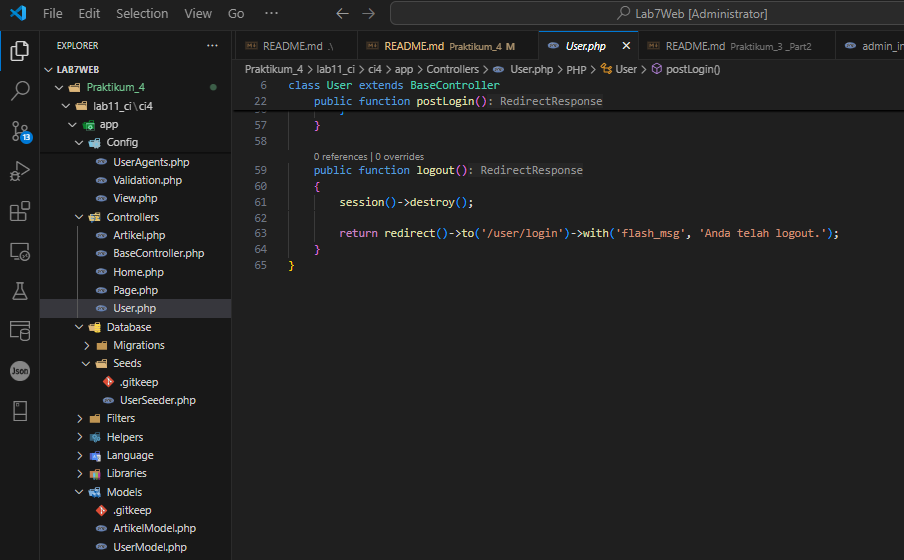 File Edit Selection View Go ··· Lab7Web [Administrator]
EXPLORER ···
README.md .\ README.md Praktikum_4 M User.php README.md Praktikum_3 _Part2 admin_in
LAB7WEB
Praktikum_4
lab11_ci\ci4
app
Config
UserAgents.php
Validation.php
View.php
Controllers
Artikel.php
BaseController.php
Home.php
Page.php
User.php
Database
Migrations
Seeds
.gitkeep
UserSeeder.php
Filters
Helpers
Language
Libraries
Models
.gitkeep
ArtikelModel.php
UserModel.php
13
Json
Praktikum_4 > lab11_ci > ci4 > app > Controllers > User.php > PHP > User > postLogin()
6 class User extends BaseController
22 public function postLogin(): RedirectResponse
56 }
57 }
58
0 references | 0 overrides
59 public function logout(): RedirectResponse
60 {
61 session()->destroy();
62
63 return redirect()->to('/user/login')->with('flash_msg', 'Anda telah logout.');
64 }
65 }